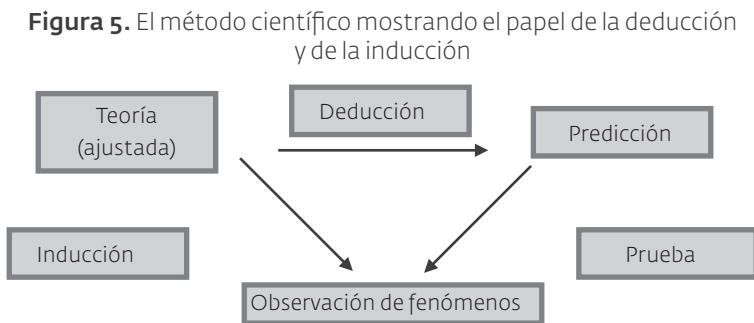 Figura 5. El método científico mostrando el papel de la deducción
y de la inducción
Teoría
(ajustada)
Deducción
Predicción
Inducción
Prueba
Observación de fenómenos